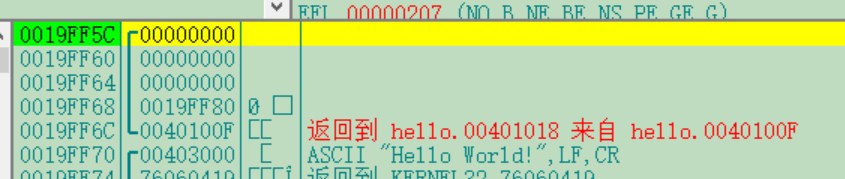 EFL 00000207 (NO B NE BE NS PE GE G)
0019FF5C 00000000
0019FF60 00000000
0019FF64 00000000
0019FF68 0019FF80
0019FF6C 0040100F 返回到 hello.00401018 来自 hello.0040100F
0019FF70 00403000 ASCII "Hello World!",LF,CR
0019FF74 76060419 返回到 KERNEL32.76060419